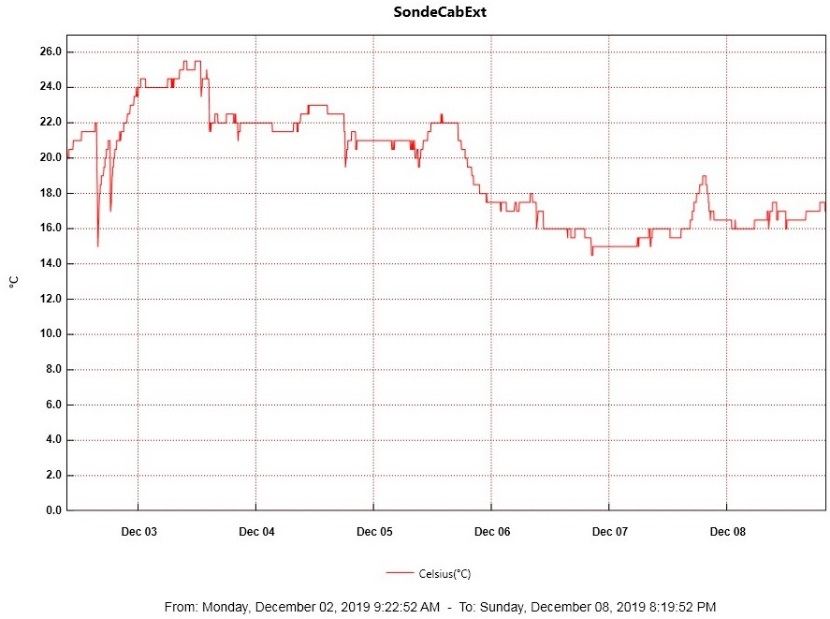 SondeCabExt
26.0
24.0
22.0
20.0
18.0
16.0
14.0
°C
12.0
10.0
8.0
6.0
4.0
2.0
0.0
Dec 03 Dec 04 Dec 05 Dec 06 Dec 07 Dec 08
Celsius(°C)
From: Monday, December 02, 2019 9:22:52 AM - To: Sunday, December 08, 2019 8:19:52 PM